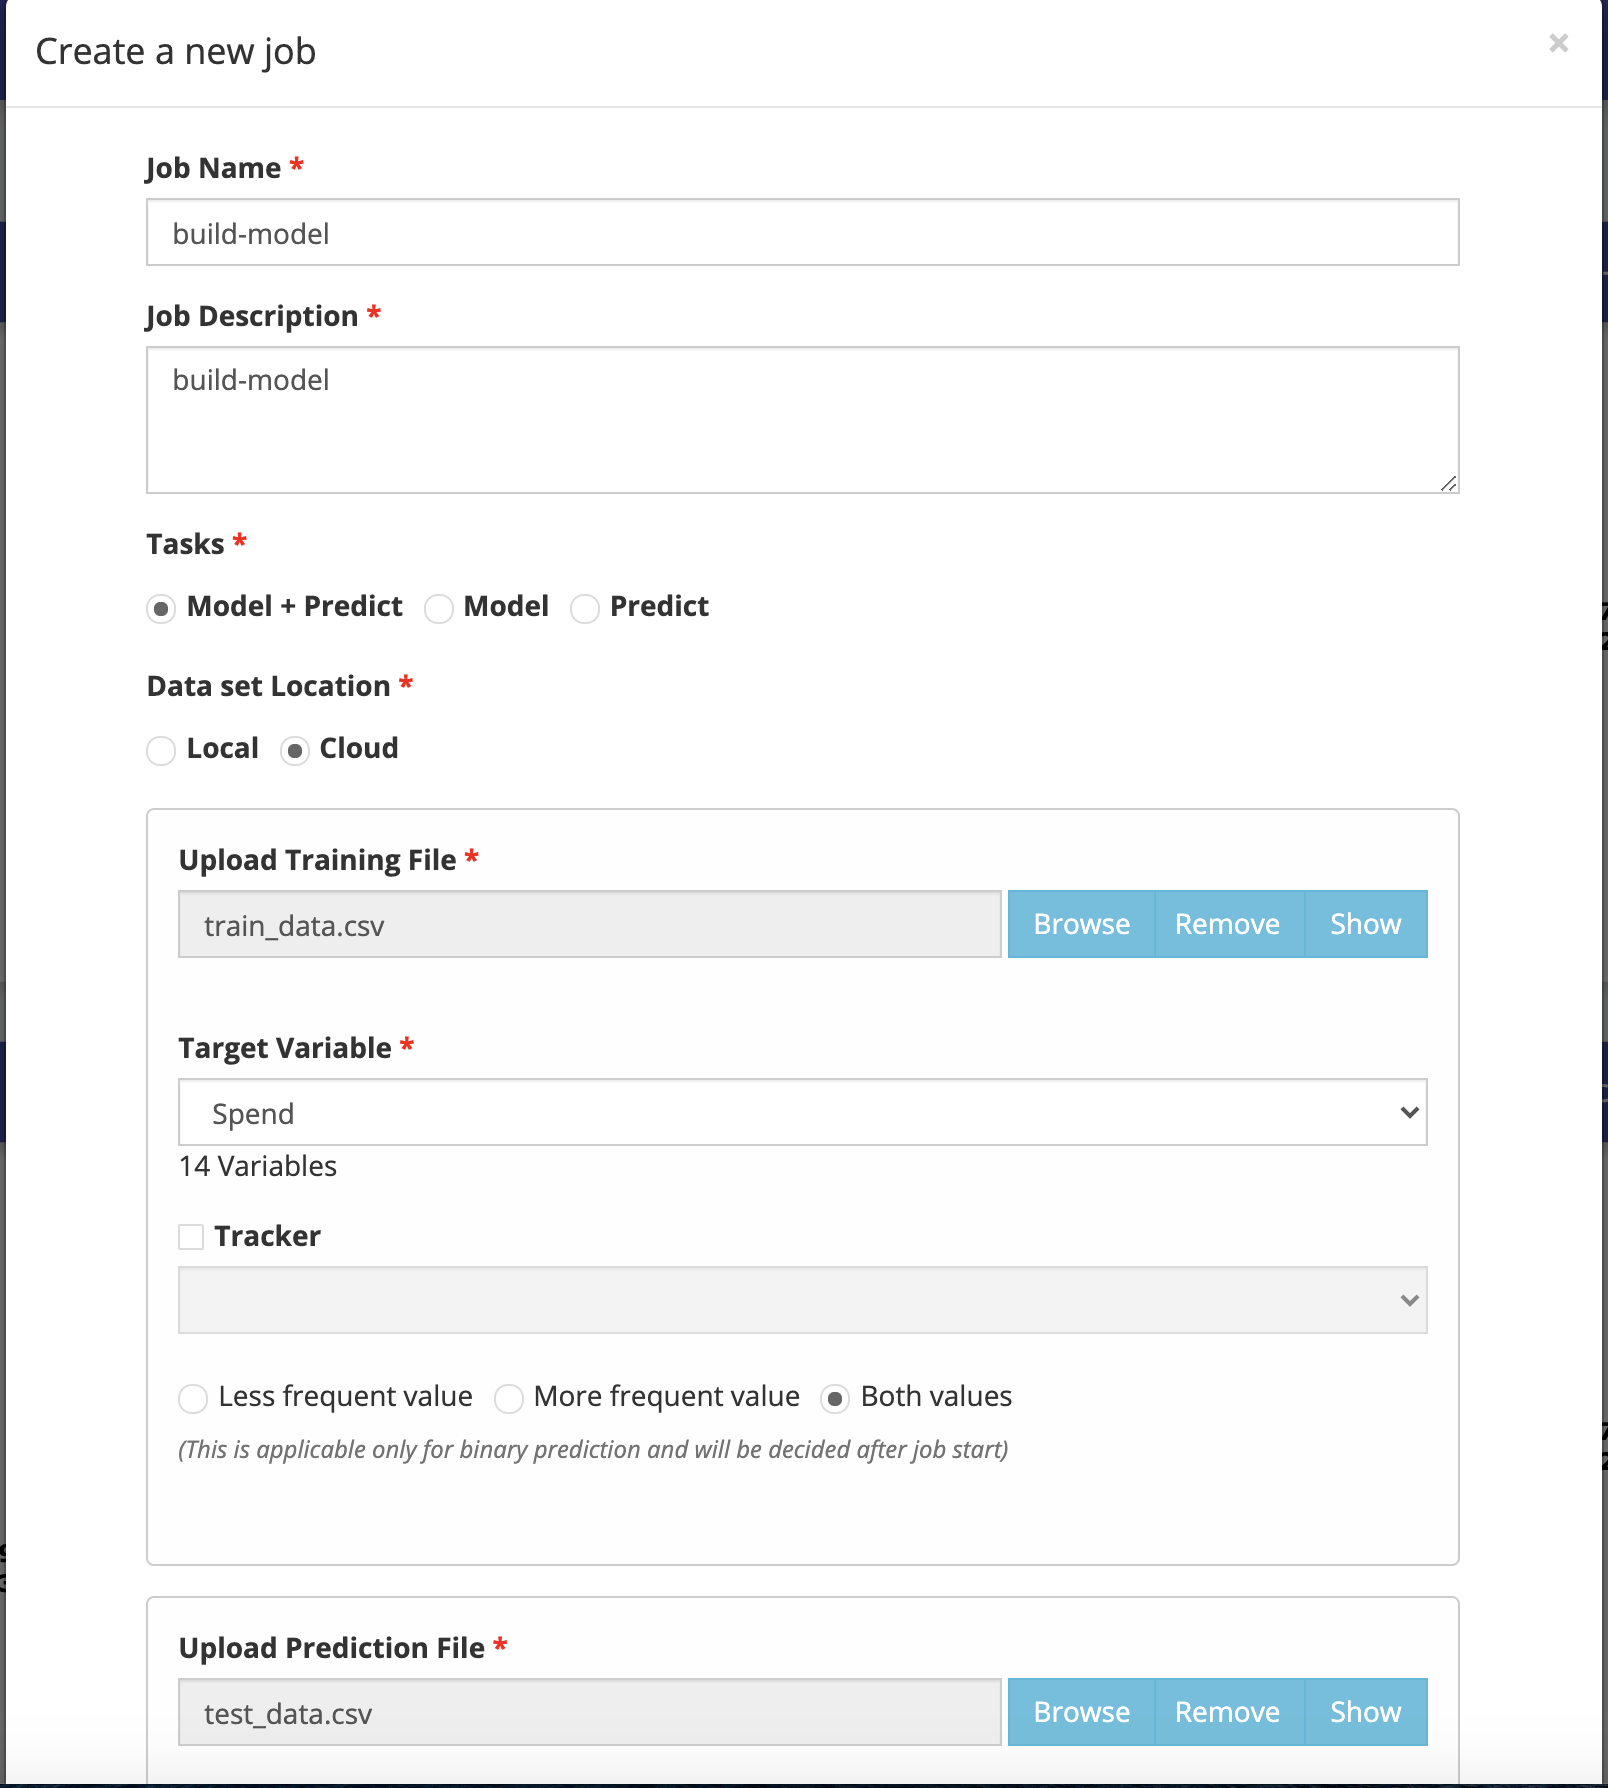 Create a new job
×
Job Name *
build-model
Job Description *
build-model
Tasks *
Model + Predict Model Predict
Data set Location *
Local Cloud
Upload Training File *
train_data.csv Browse Remove Show
Target Variable *
Spend
14 Variables
Tracker
Less frequent value More frequent value Both values
(This is applicable only for binary prediction and will be decided after job start)
Upload Prediction File *
test_data.csv Browse Remove Show